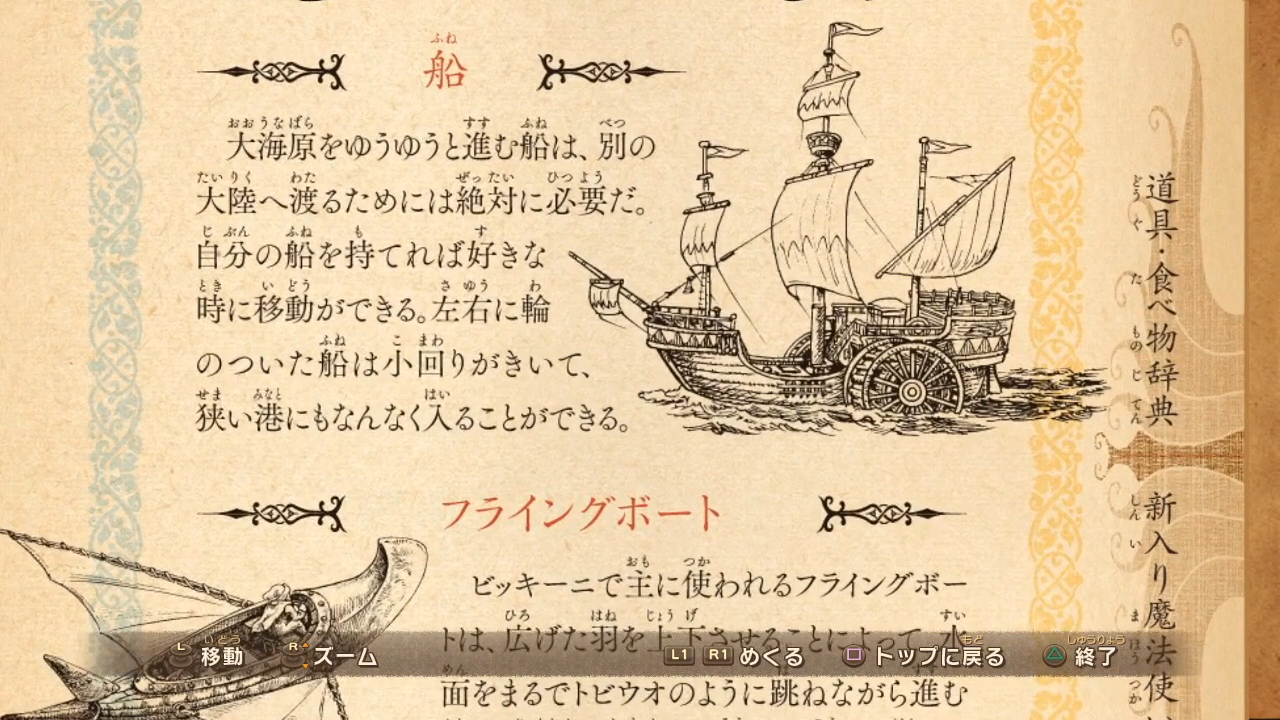 船
大海原をゆうゆうと進む船は、別の
大陸へ渡るためには絶対に必要だ。
自分の船を持てれば好きな
時に移動ができる。左右に輪
のついた船は小回りがきいて、
狭い港にもなんなく入ることができる。
フライングボート
ビッキーニで主に使われるフライングボー
トは、広げた羽を上下させることによって、水
面をまるでトビウオのように跳ねながら進む
道具・食べ物辞典
新入り魔法使
L 移動 R ズーム L1 R1 めくる トップに戻る 終了